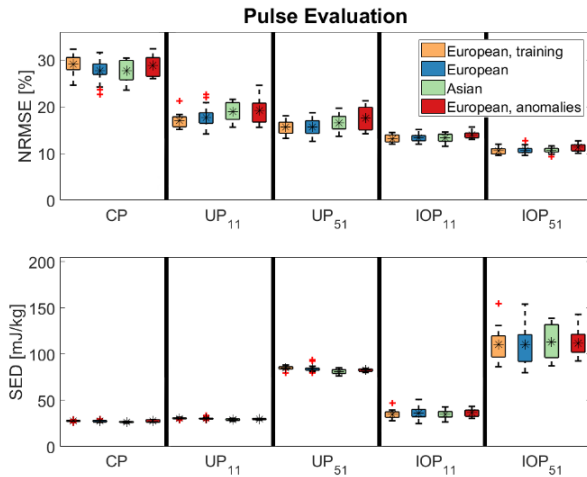 Pulse Evaluation
NRMSE [%]
30
20
10
0
European, training
European
Asian
European, anomalies
CP
UP11
UP51
IOP11
IOP51
SED [mJ/kg]
200
150
100
50
0
CP
UP11
UP51
IOP11
IOP51